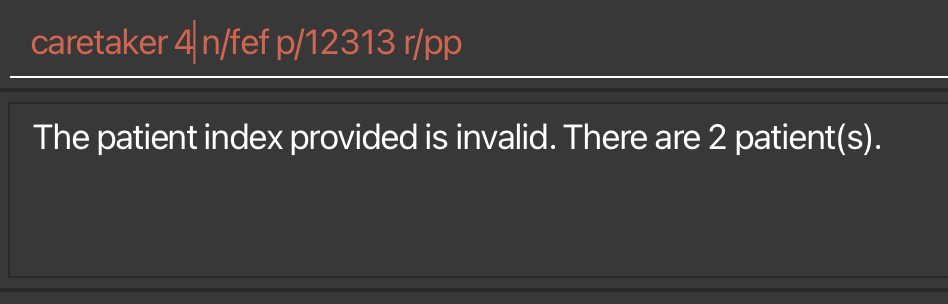 caretaker 4 n/fef p/12313 r/pp
The patient index provided is invalid. There are 2 patient(s).